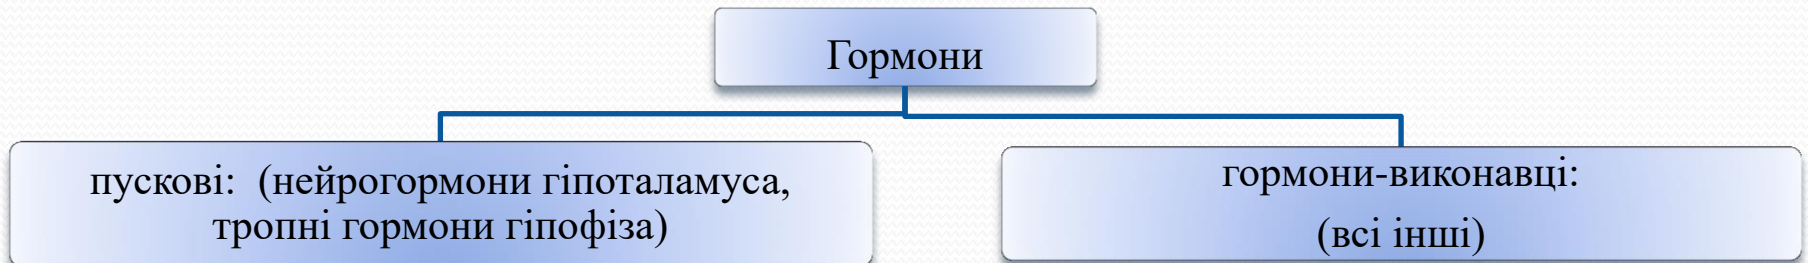 Гормони
пускові: (нейрогормони гіпоталамуса,
тропні гормони гіпофіза)
гормони-виконавці:
(всі інші)